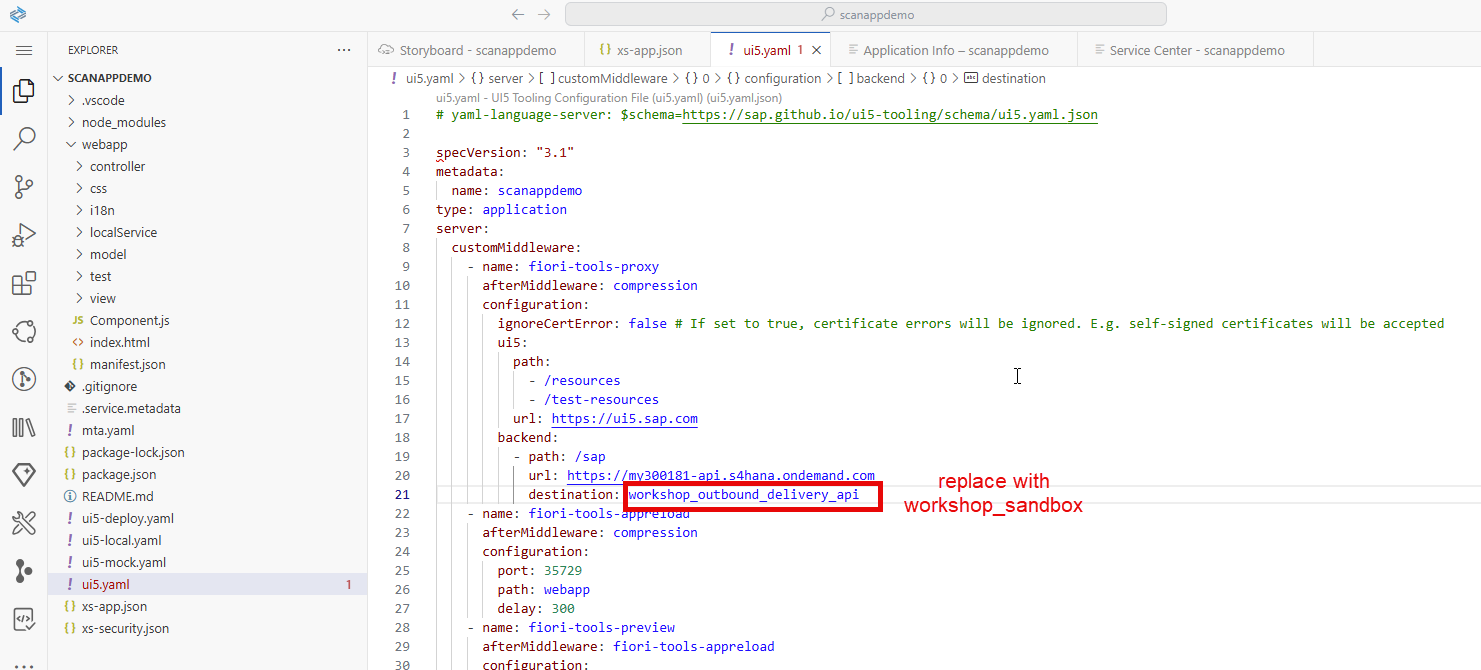 scanappdemo
EXPLORER
SCANAPPDEMO
.vscode
node_modules
webapp
controller
css
i18n
localService
model
test
view
JS Component.js
<> index.html
{} manifest.json
.gitignore
.service.metadata
! mta.yaml
{} package-lock.json
{} package.json
README.md
! ui5-deploy.yaml
! ui5-local.yaml
! ui5-mock.yaml
! ui5.yaml 1
{} xs-app.json
{} xs-security.json
Storyboard - scanappdemo
{} xs-app.json
! ui5.yaml 1
Application Info – scanappdemo
Service Center - scanappdemo
! ui5.yaml > {} server > [ ] customMiddleware > {} 0 > {} configuration > [ ] backend > {} 0 > abc destination
ui5.yaml - UI5 Tooling Configuration File (ui5.yaml) (ui5.yaml.json)
1 # yaml-language-server: $schema=https://sap.github.io/ui5-tooling/schema/ui5.yaml.json
2
3 specVersion: "3.1"
4 metadata:
5 name: scanappdemo
6 type: application
7 server:
8 customMiddleware:
9 - name: fiori-tools-proxy
10 afterMiddleware: compression
11 configuration:
12 ignoreCertError: false # If set to true, certificate errors will be ignored. E.g. self-signed certificates will be accepted
13 ui5:
14 path:
15 - /resources
16 - /test-resources
17 url: https://ui5.sap.com
18 backend:
19 - path: /sap
20 url: https://my300181-api.s4hana.ondemand.com
21 destination: workshop_outbound_delivery_api
22 - name: fiori-tools-appreload
23 afterMiddleware: compression
24 configuration:
25 port: 35729
26 path: webapp
27 delay: 300
28 - name: fiori-tools-preview
29 afterMiddleware: fiori-tools-appreload
30 configuration:
replace with
workshop_sandbox